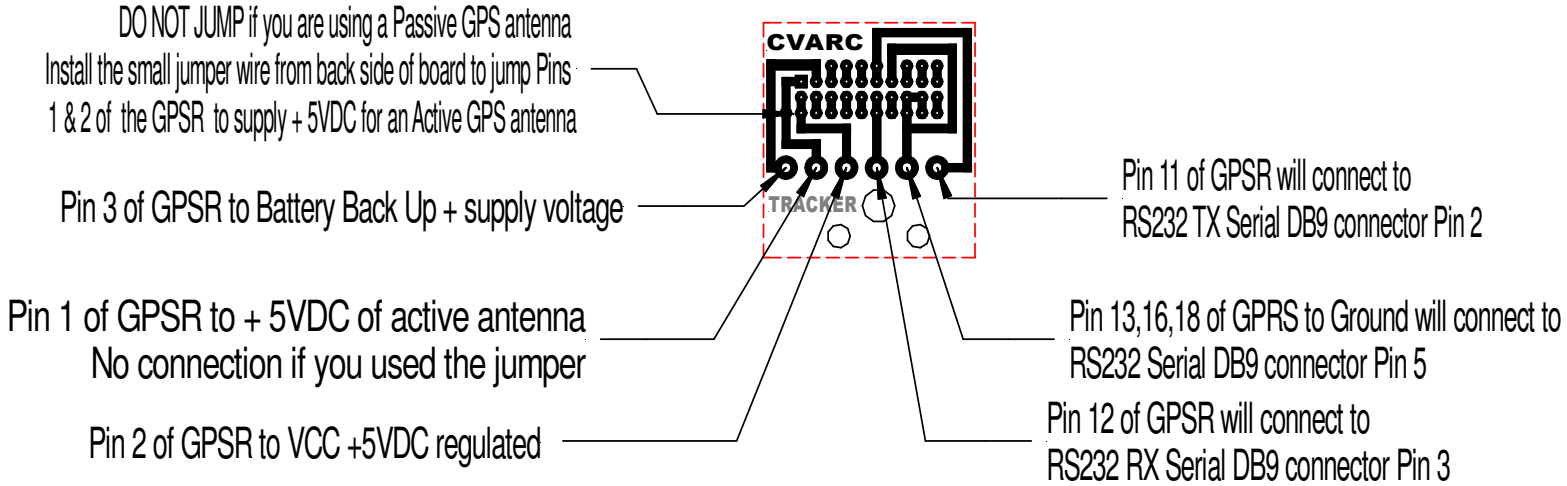 DO NOT JUMP if you are using a Passive GPS antenna
Install the small jumper wire from back side of board to jump Pins
1 & 2 of the GPSR to supply + 5VDC for an Active GPS antenna
Pin 3 of GPSR to Battery Back Up + supply voltage
Pin 1 of GPSR to + 5VDC of active antenna
No connection if you used the jumper
Pin 2 of GPSR to VCC +5VDC regulated
CVARC
TRACKER
Pin 11 of GPSR will connect to
RS232 TX Serial DB9 connector Pin 2
Pin 13,16,18 of GPRS to Ground will connect to
RS232 Serial DB9 connector Pin 5
Pin 12 of GPSR will connect to
RS232 RX Serial DB9 connector Pin 3